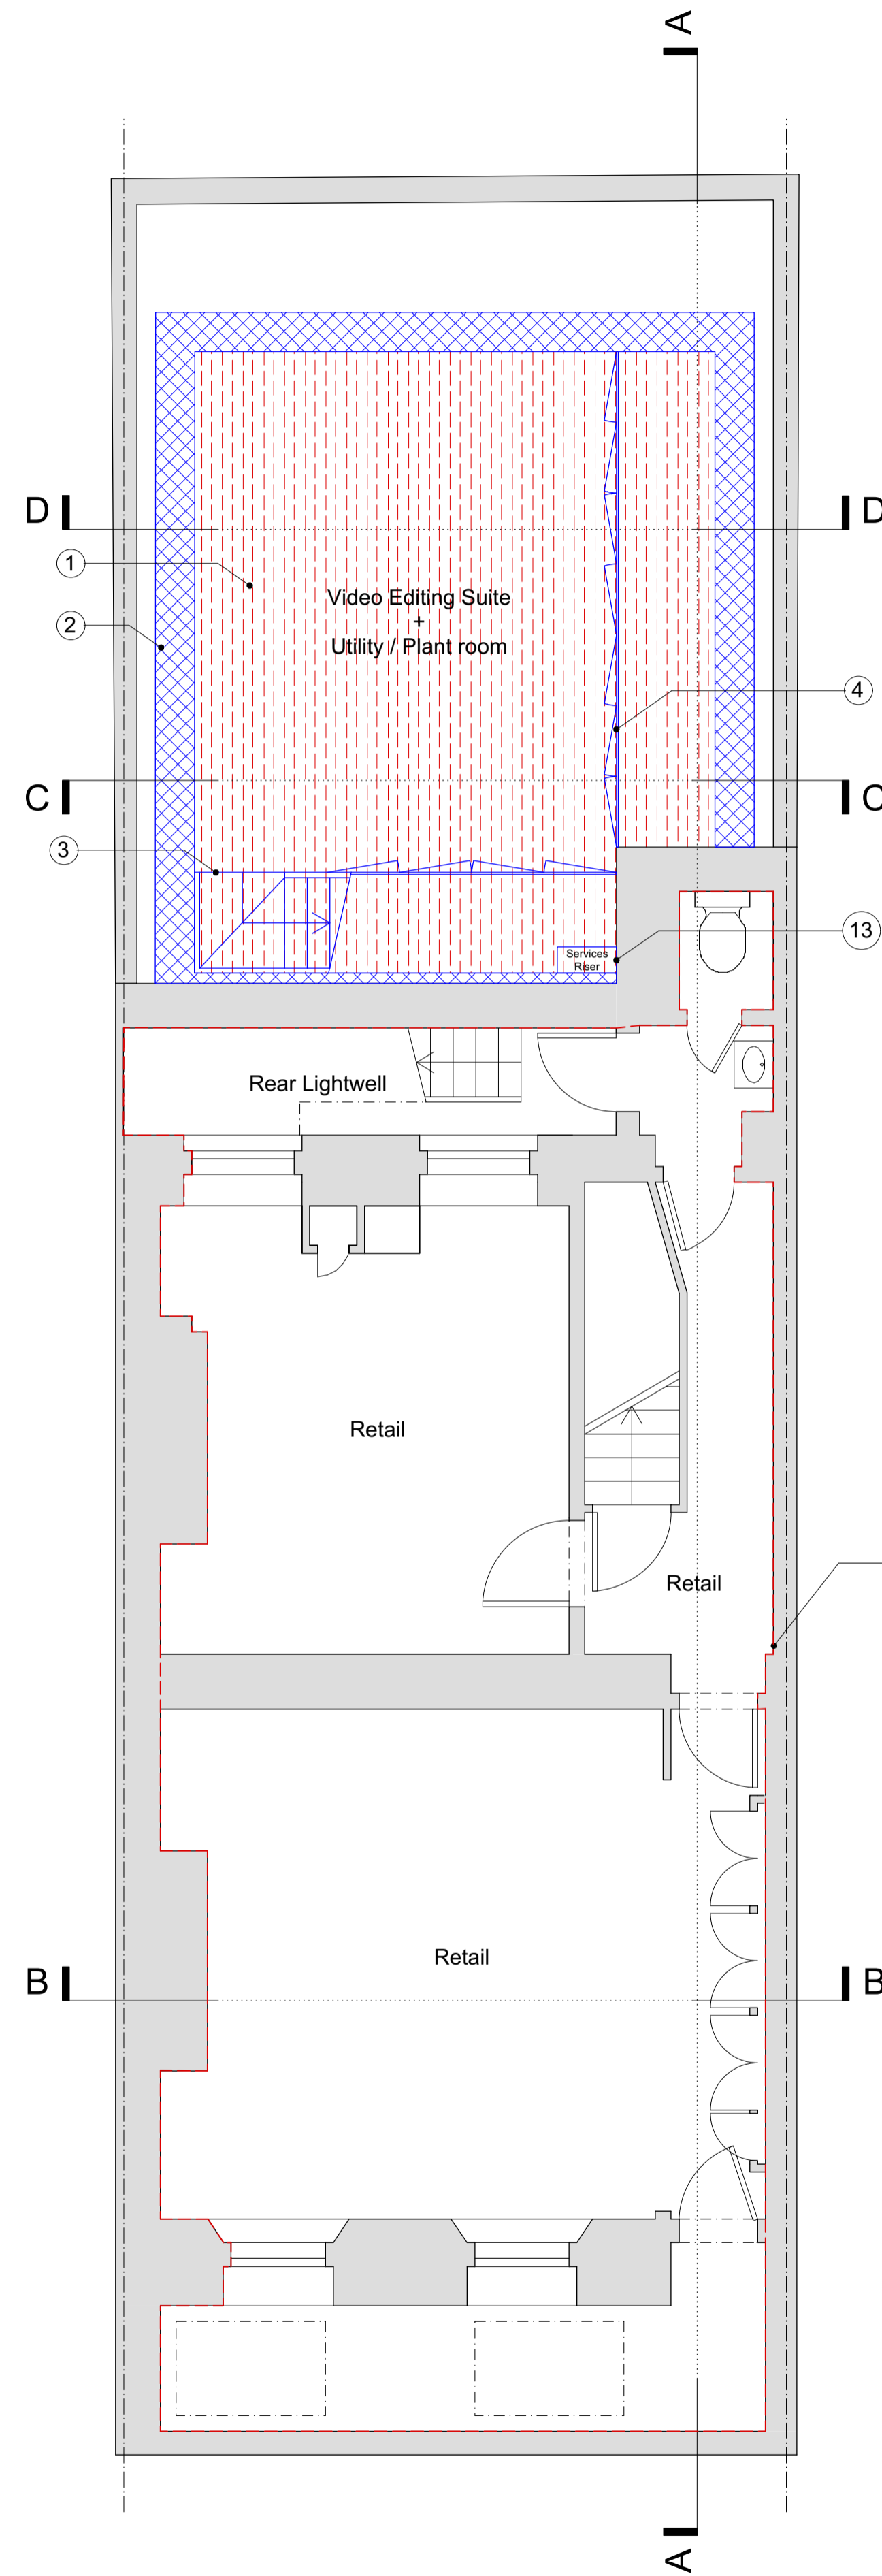 A
D
D
1
Video Editing Suite
+
Utility / Plant room
2
4
C
C
3
13
Services
Riser
Rear Lightwell
Retail
Retail
Retail
B
B
A